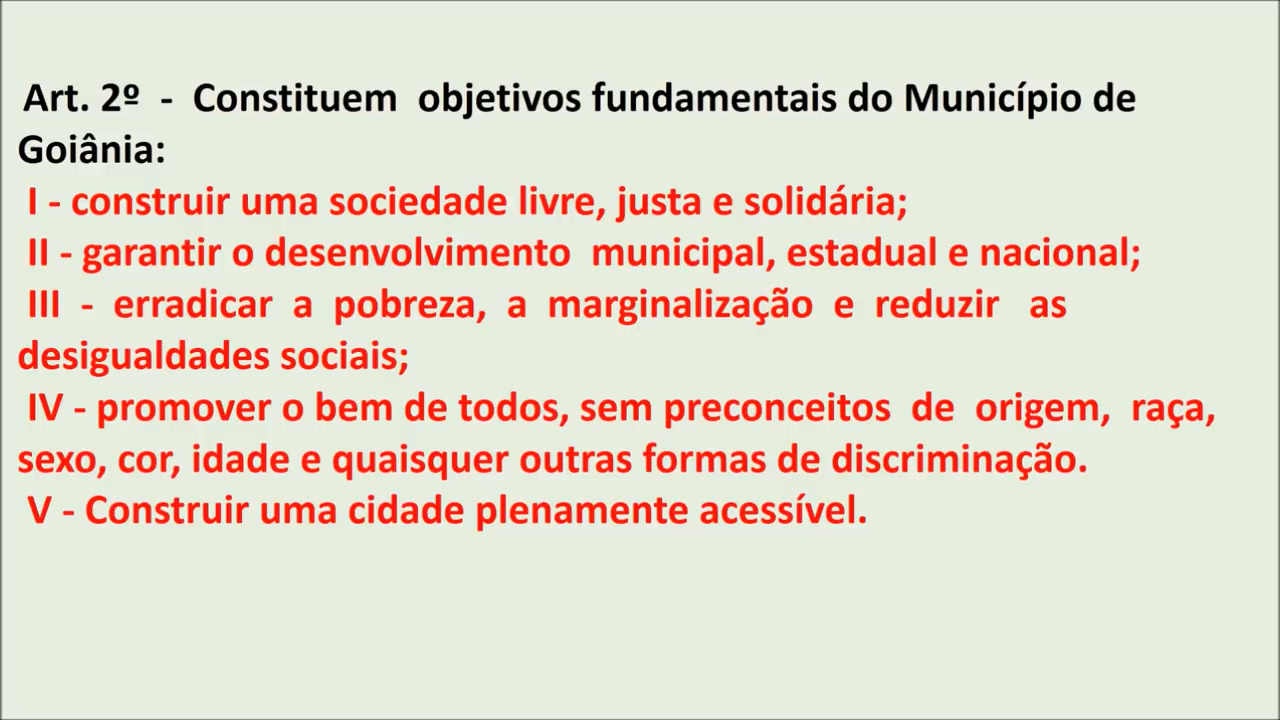 Art. 2º - Constituem objetivos fundamentais do Município de
Goiânia:
I - construir uma sociedade livre, justa e solidária;
II - garantir o desenvolvimento municipal, estadual e nacional;
III - erradicar a pobreza, a marginalização e reduzir as
desigualdades sociais;
IV - promover o bem de todos, sem preconceitos de origem, raça,
sexo, cor, idade e quaisquer outras formas de discriminação.
V - Construir uma cidade plenamente acessível.